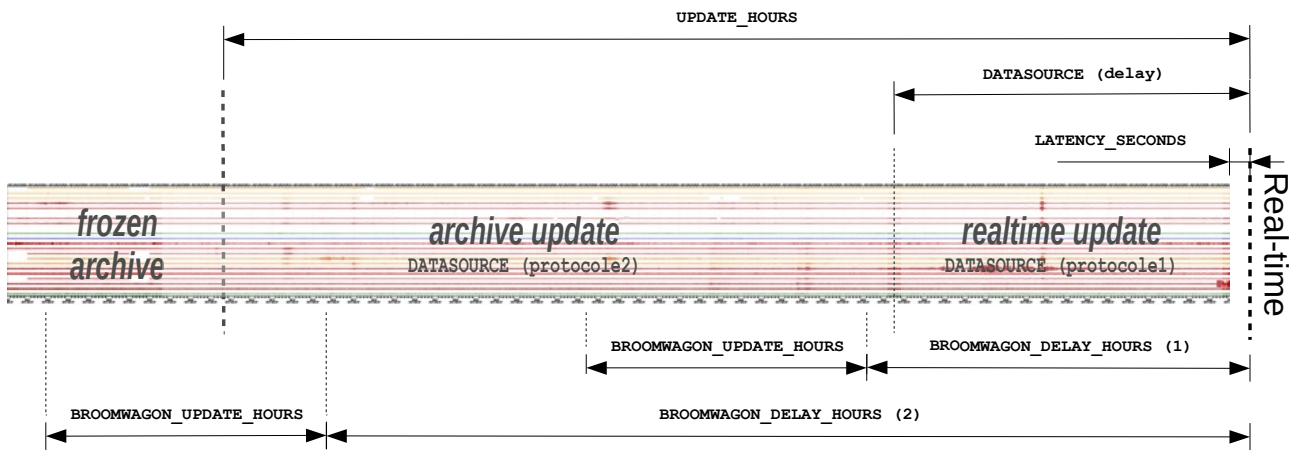 UPDATE_HOURS
DATASOURCE (delay)
LATENCY_SECONDS
Real-time
frozen
archive
archive update
DATASOURCE (protocole2)
realtime update
DATASOURCE (protocole1)
BROOMWAGON_UPDATE_HOURS
BROOMWAGON_DELAY_HOURS (1)
BROOMWAGON_UPDATE_HOURS
BROOMWAGON_DELAY_HOURS (2)